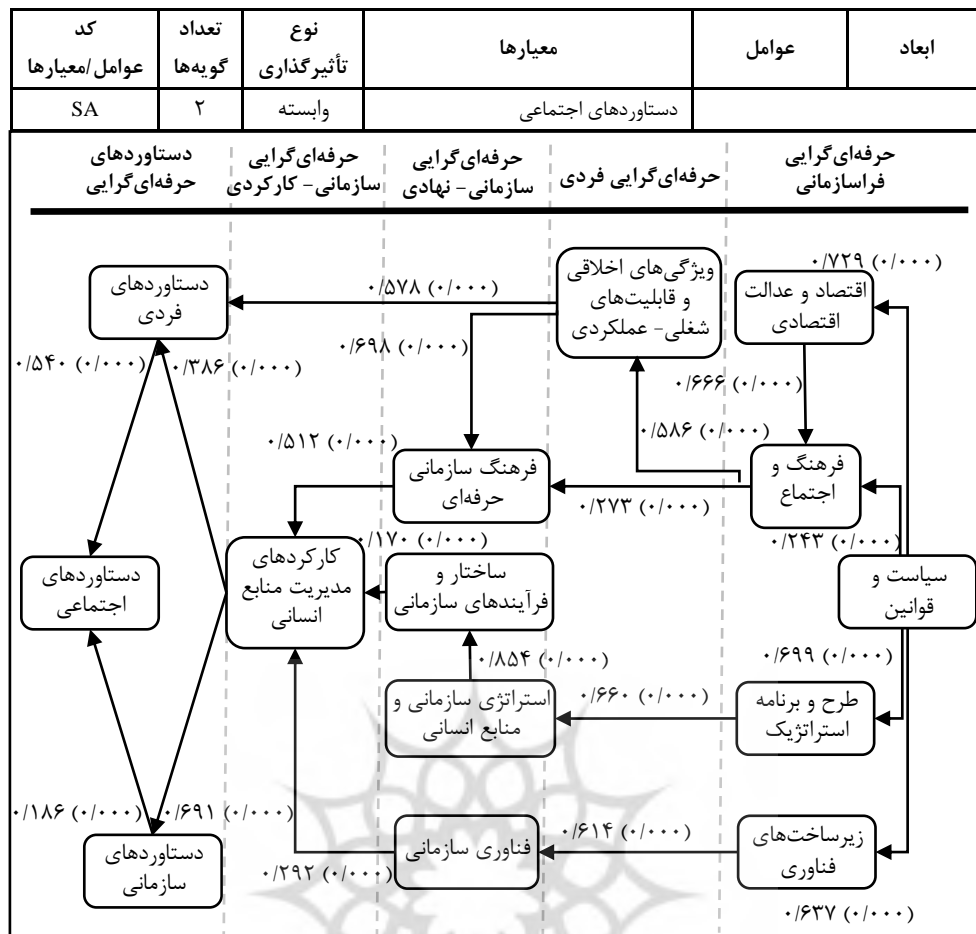 ابعاد
عوامل
معیارها
نوع
تأثیرگذاری
تعداد
گویه‌ها
کد
عوامل/معیارها
دستاوردهای اجتماعی
وابسته
۲
SA
حرفه‌ای‌گرایی
فراسازمانی
حرفه‌ای‌گرایی فردی
حرفه‌ای‌گرایی
سازمانی- نهادی
حرفه‌ای‌گرایی
سازمانی- کارکردی
دستاوردهای
حرفه‌ای‌گرایی
۰/۷۲۹ (۰/۰۰۰)
اقتصاد و عدالت
اقتصادی
ویژگی‌های اخلاقی
و قابلیت‌های
شغلی- عملکردی
۰/۵۷۸ (۰/۰۰۰)
دستاوردهای
فردی
۰/۶۶۶ (۰/۰۰۰)
۰/۶۹۸ (۰/۰۰۰)
۰/۳۸۶ (۰/۰۰۰)
۰/۵۴۰ (۰/۰۰۰)
۰/۵۸۶ (۰/۰۰۰)
۰/۵۱۲ (۰/۰۰۰)
فرهنگ و
اجتماع
۰/۲۷۳ (۰/۰۰۰)
فرهنگ سازمانی
حرفه‌ای
۰/۲۴۳ (۰/۰۰۰)
۰/۱۷۰ (۰/۰۰۰)
سیاست و
قوانین
ساختار و
فرآیندهای سازمانی
کارکردهای
مدیریت منابع
انسانی
دستاوردهای
اجتماعی
۰/۶۹۹ (۰/۰۰۰)
۰/۸۵۴ (۰/۰۰۰)
طرح و برنامه
استراتژیک
۰/۶۶۰ (۰/۰۰۰)
استراتژی سازمانی و
منابع انسانی
۰/۶۹۱ (۰/۰۰۰)
۰/۱۸۶ (۰/۰۰۰)
زیرساخت‌های
فناوری
۰/۶۱۴ (۰/۰۰۰)
فناوری سازمانی
۰/۲۹۲ (۰/۰۰۰)
دستاوردهای
سازمانی
۰/۶۳۷ (۰/۰۰۰)